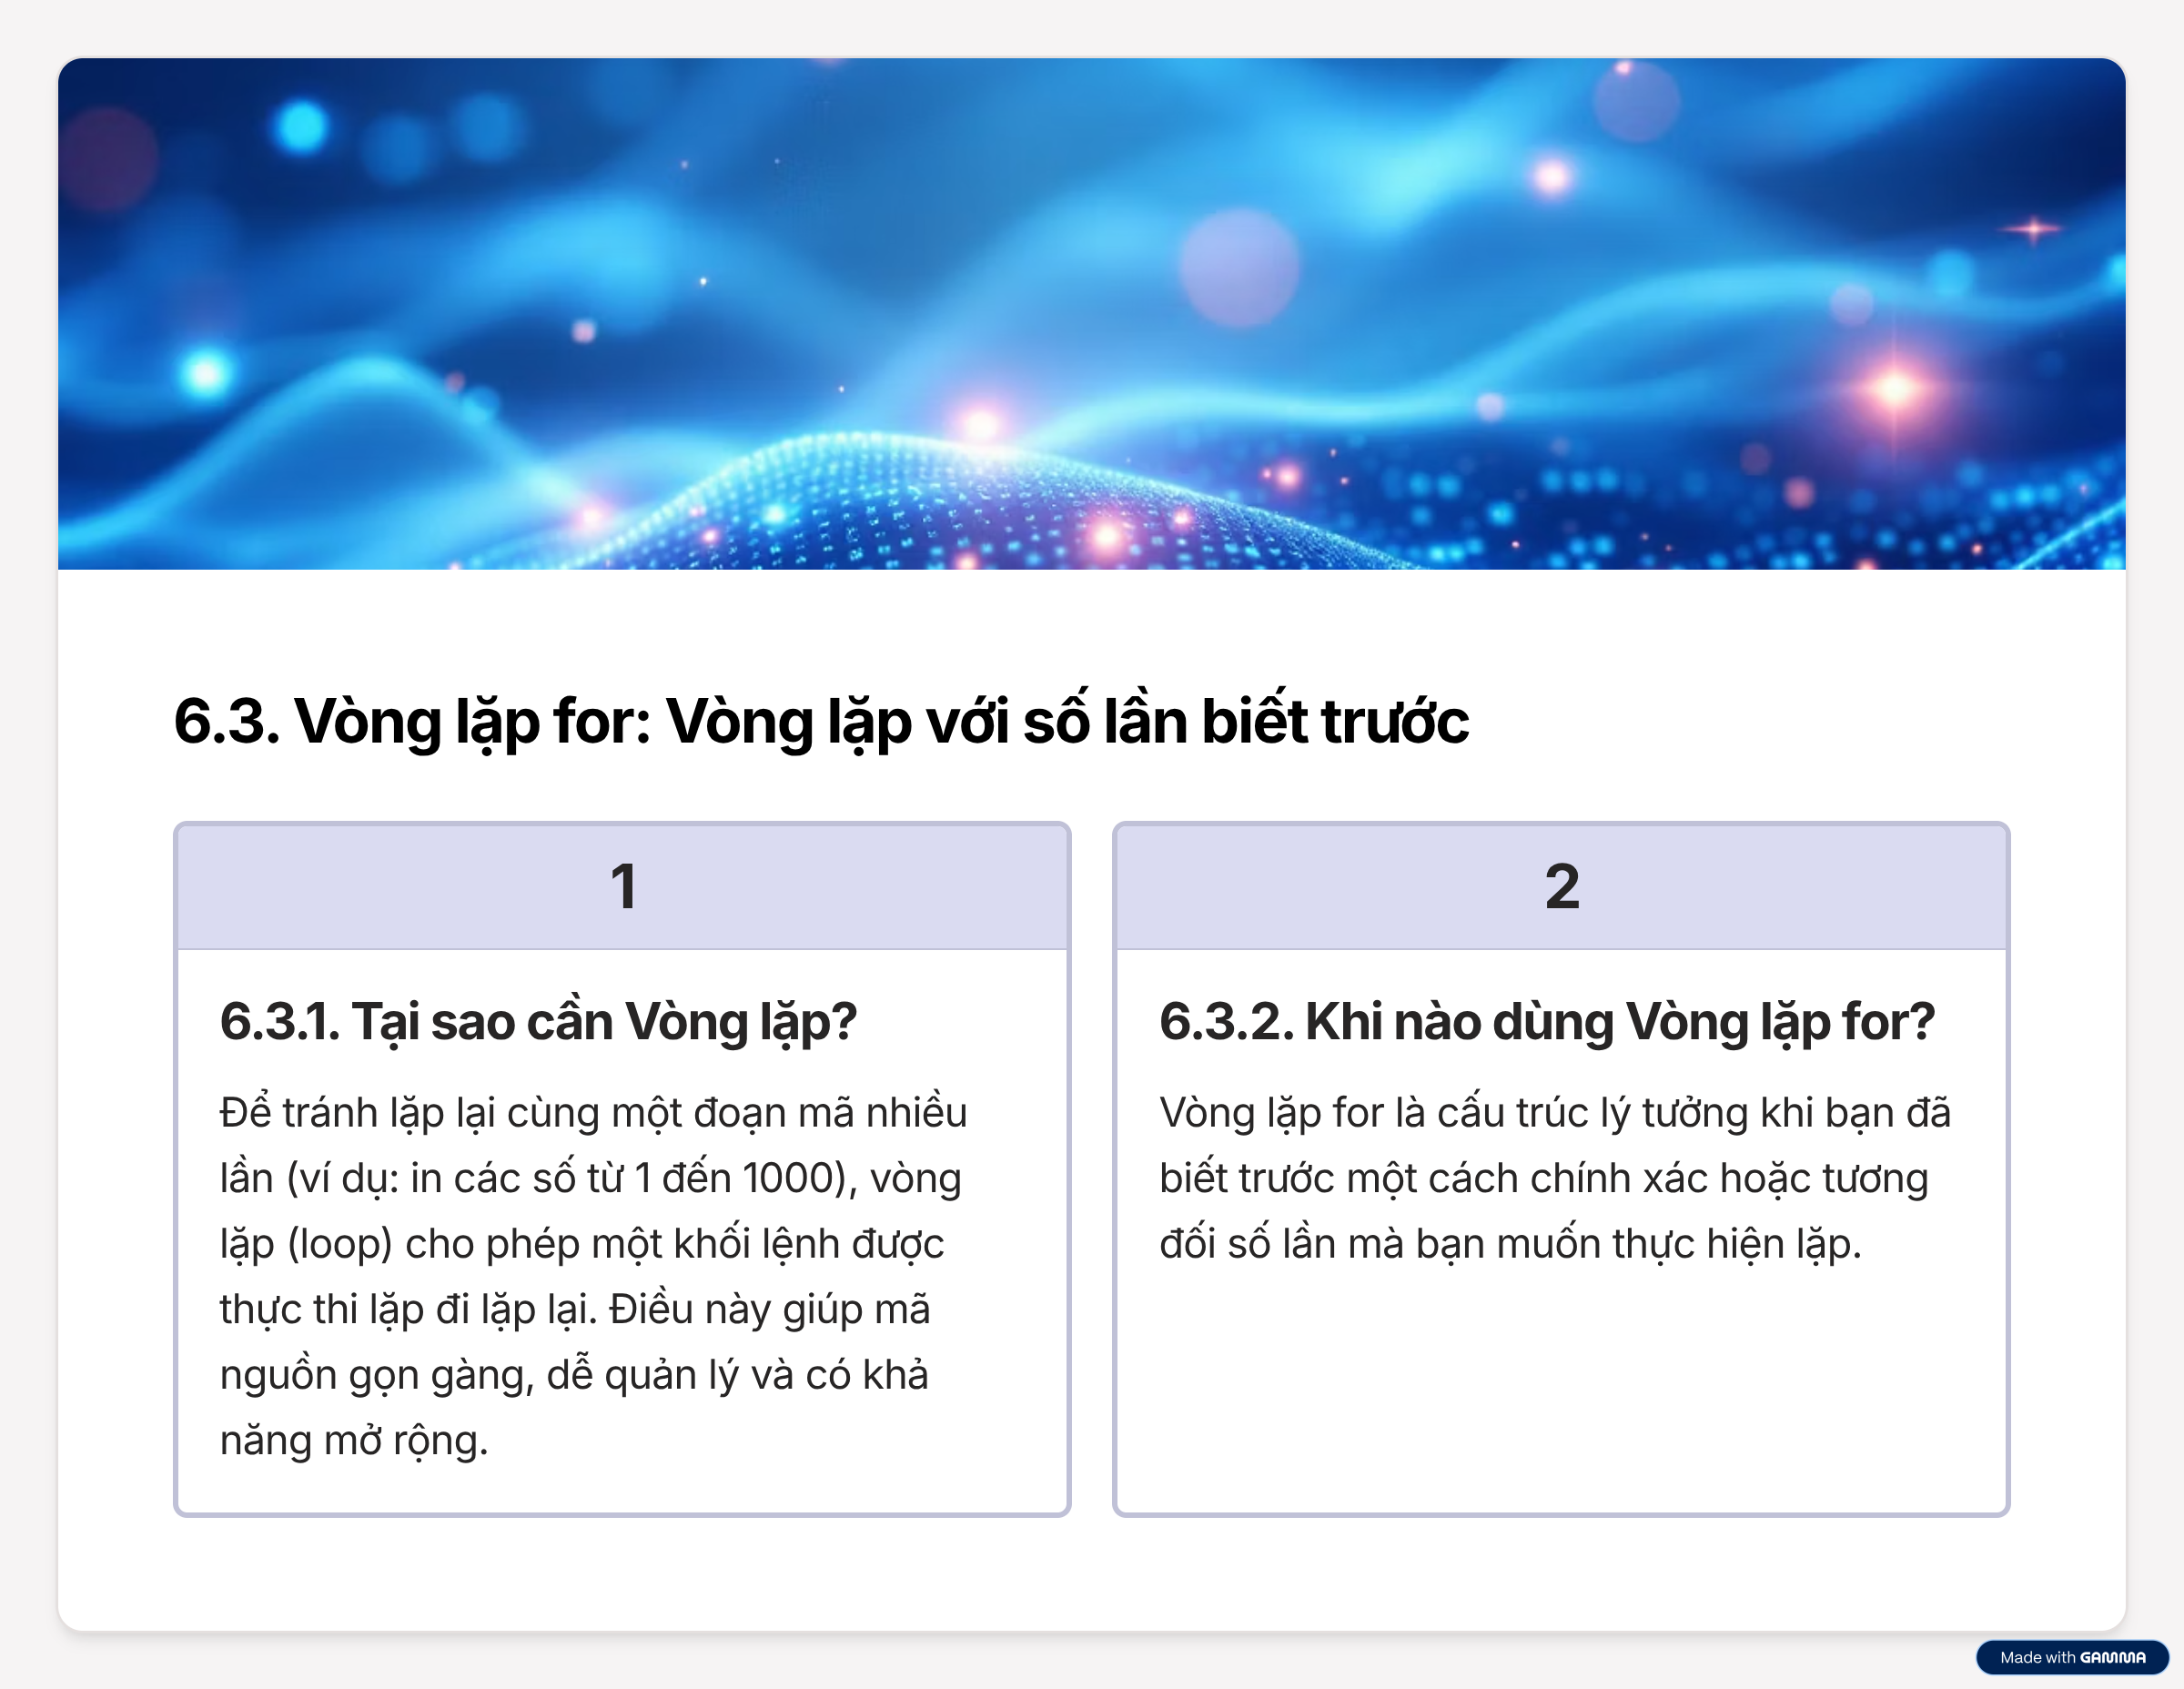 6.3. Vòng lặp for: Vòng lặp với số lần biết trước
1
6.3.1. Tại sao cần Vòng lặp?
Để tránh lặp lại cùng một đoạn mã nhiều
lần (ví dụ: in các số từ 1 đến 1000), vòng
lặp (loop) cho phép một khối lệnh được
thực thi lặp đi lặp lại. Điều này giúp mã
nguồn gọn gàng, dễ quản lý và có khả
năng mở rộng.
2
6.3.2. Khi nào dùng Vòng lặp for?
Vòng lặp for là cấu trúc lý tưởng khi bạn đã
biết trước một cách chính xác hoặc tương
đối số lần mà bạn muốn thực hiện lặp.
Made with GAMMA